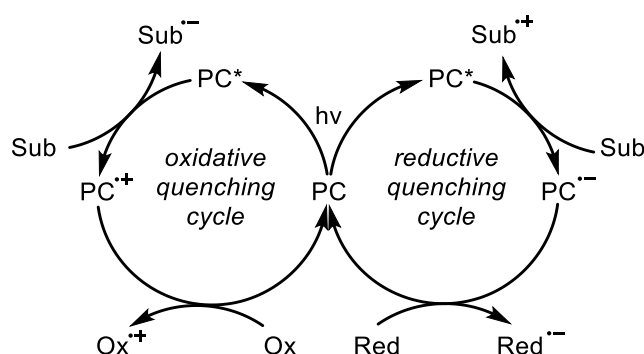 Sub•− Sub•+
PC* PC*
hν
Sub oxidative reductive Sub
PC•+ quenching PC quenching PC•−
cycle cycle
Ox•+ Ox Red Red•−